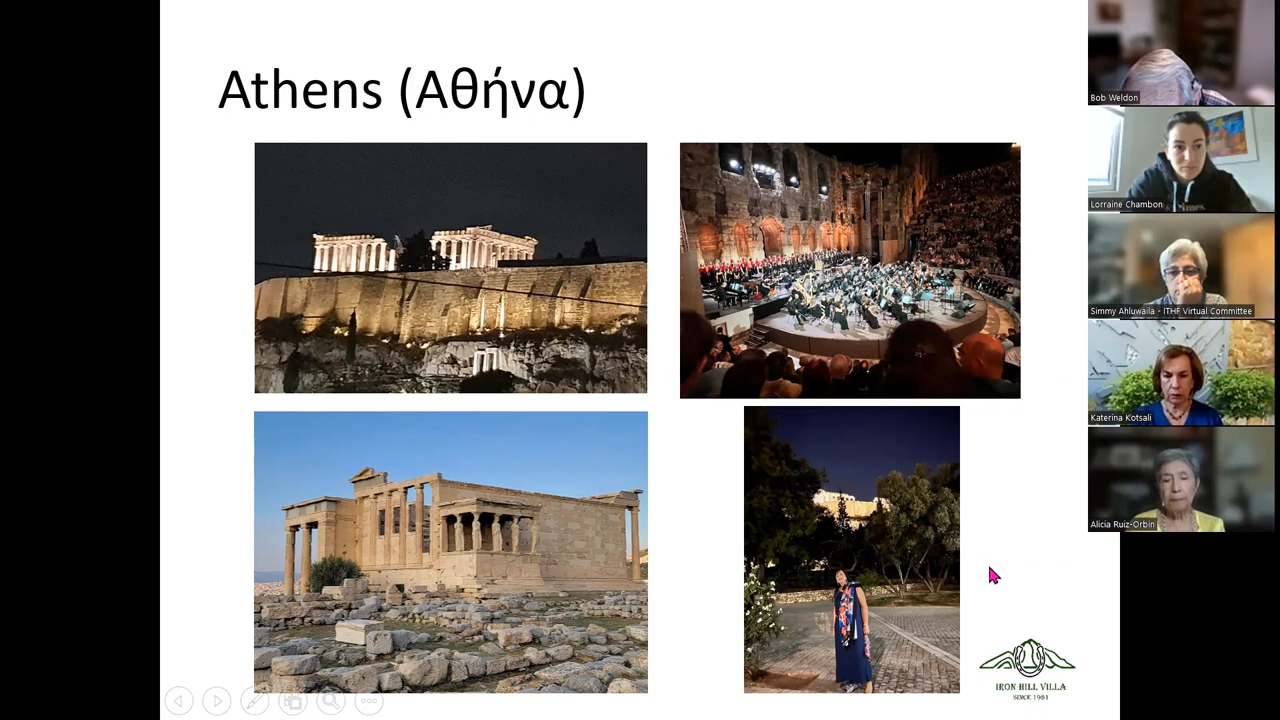 Athens (Αθήνα)
IRON HILL VILLA
SINCE 1981
Bob Weldon
Lorraine Chambon
Simmy Ahluwaila - ITHF Virtual Committee
Katerina Kotsali
Alicia Ruiz-Orbin